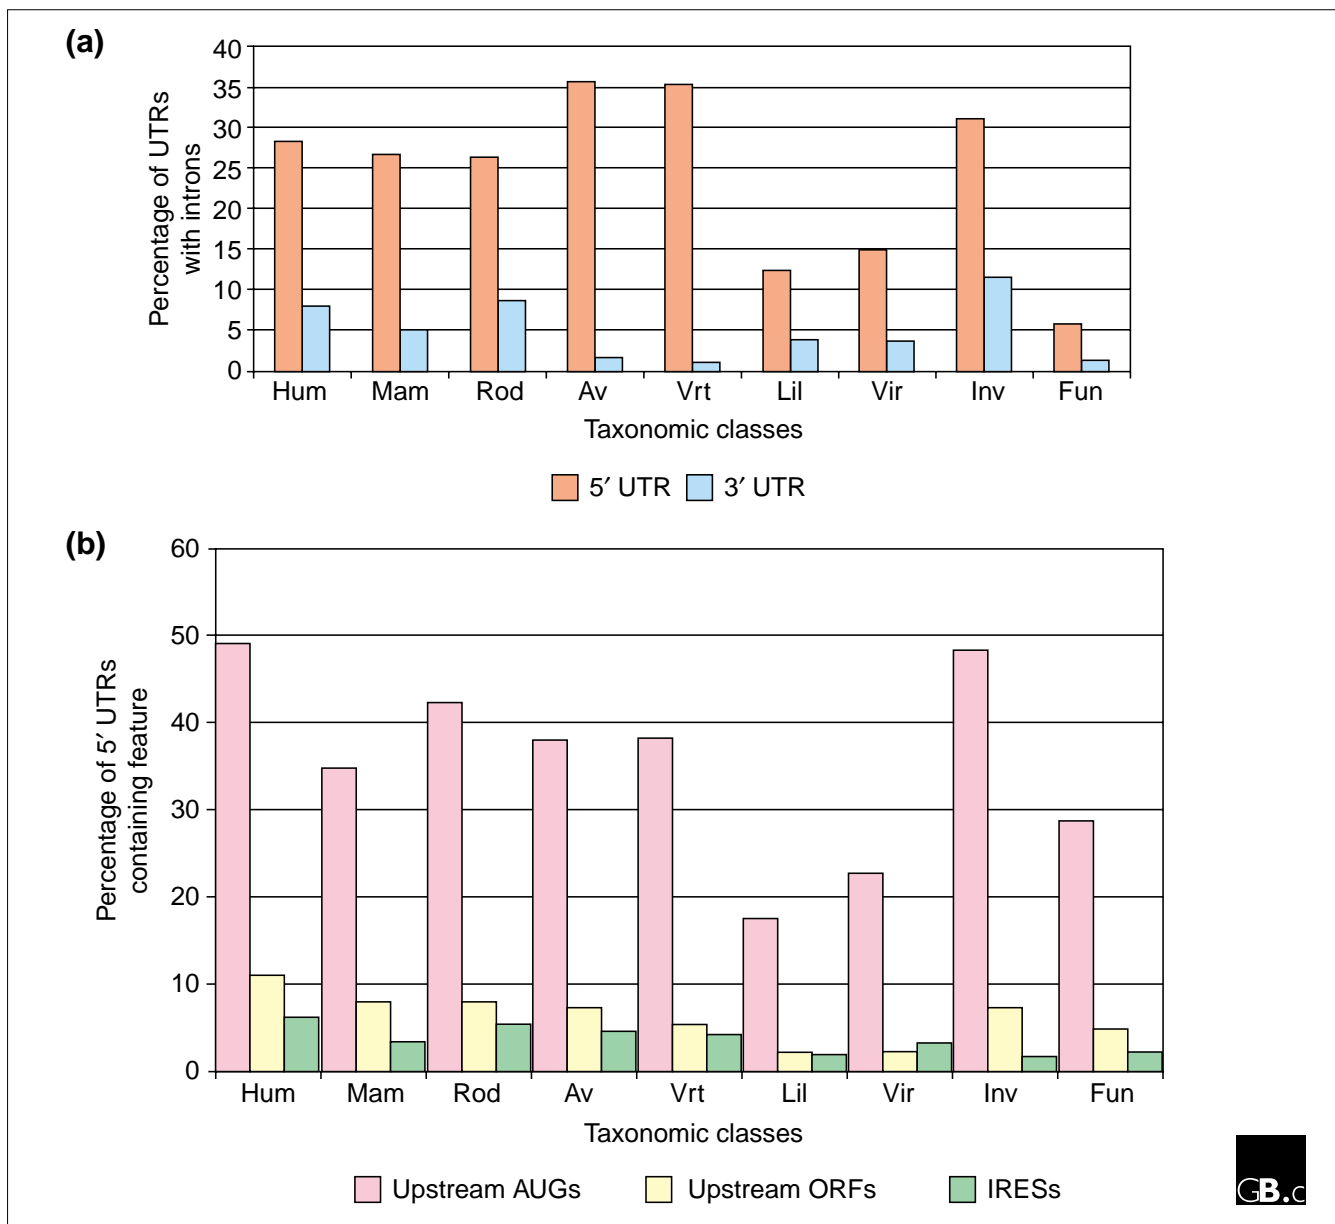 (a)
40
35
30
25
20
15
10
5
0
Percentage of UTRs
with introns
Hum Mam Rod Av Vrt Lil Vir Inv Fun
Taxonomic classes
5′ UTR 3′ UTR
(b)
60
50
40
30
20
10
0
Percentage of 5′ UTRs
containing feature
Hum Mam Rod Av Vrt Lil Vir Inv Fun
Taxonomic classes
Upstream AUGs Upstream ORFs IRESs
GB.c